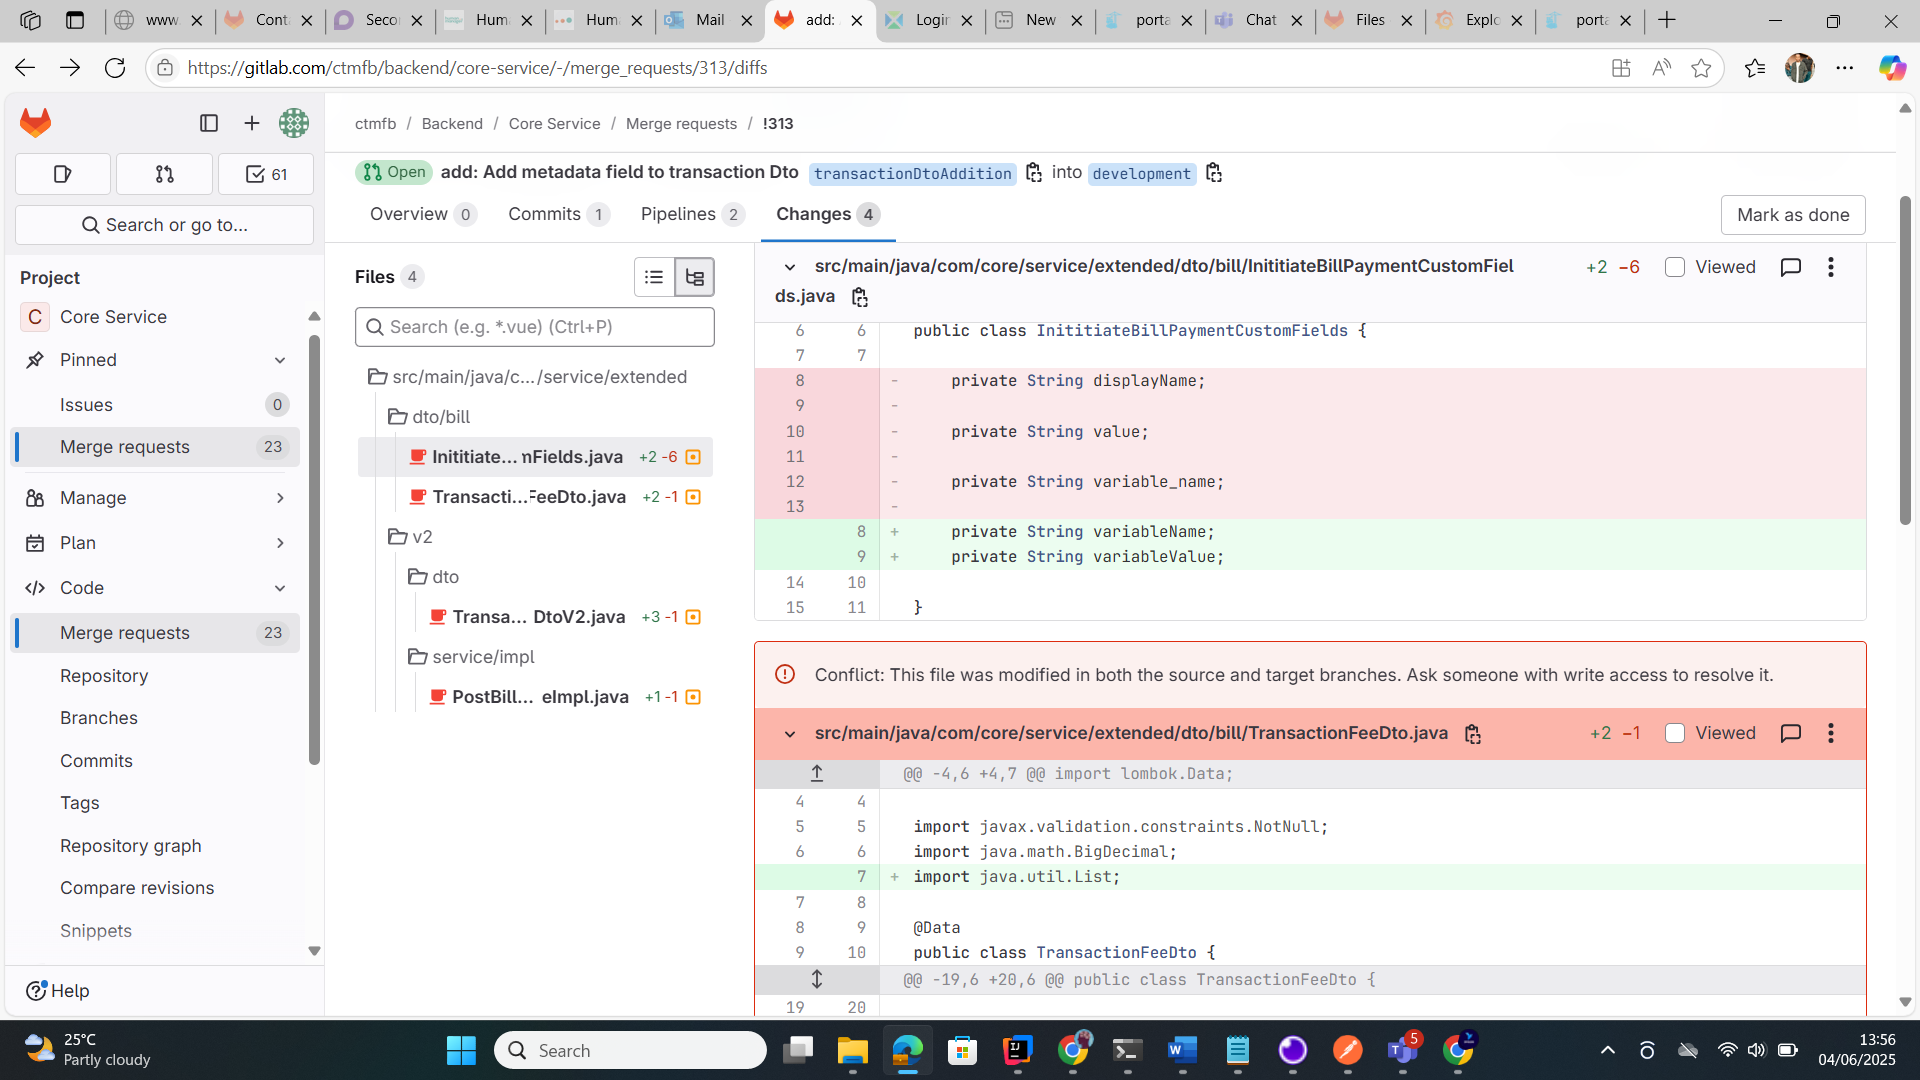 www.
Conta
Secon
Huma
Huma
Mail
add: A
Login
New
porta
Chat
Files
Explo
porta
https://gitlab.com/ctmfb/backend/core-service/-/merge_requests/313/diffs
61
Search or go to...
Project
C Core Service
Pinned
Issues 0
Merge requests 23
Manage
Plan
Code
Merge requests 23
Repository
Branches
Commits
Tags
Repository graph
Compare revisions
Snippets
Help
ctmfb / Backend / Core Service / Merge requests / !313
Open add: Add metadata field to transaction Dto transactionDtoAddition into development
Overview 0 Commits 1 Pipelines 2 Changes 4
Mark as done
Files 4
Search (e.g. *.vue) (Ctrl+P)
src/main/java/c.../service/extended
dto/bill
Inititiate...nFields.java +2 -6
Transacti...FeeDto.java +2 -1
v2
dto
Transa... DtoV2.java +3 -1
service/impl
PostBill... eImpl.java +1 -1
src/main/java/com/core/service/extended/dto/bill/InititiateBillPaymentCustomFiel
ds.java
+2 −6 Viewed
6 6 public class InititiateBillPaymentCustomFields {
7 7
8 - private String displayName;
9 -
10 - private String value;
11 -
12 - private String variable_name;
13 -
8 + private String variableName;
9 + private String variableValue;
14 10
15 11 }
Conflict: This file was modified in both the source and target branches. Ask someone with write access to resolve it.
src/main/java/com/core/service/extended/dto/bill/TransactionFeeDto.java +2 −1 Viewed
@@ -4,6 +4,7 @@ import lombok.Data;
4 4
5 5 import javax.validation.constraints.NotNull;
6 6 import java.math.BigDecimal;
7 + import java.util.List;
7 8
8 9 @Data
9 10 public class TransactionFeeDto {
@@ -19,6 +20,6 @@ public class TransactionFeeDto {
19 20
25°C
Partly cloudy
Search
5
13:56
04/06/2025